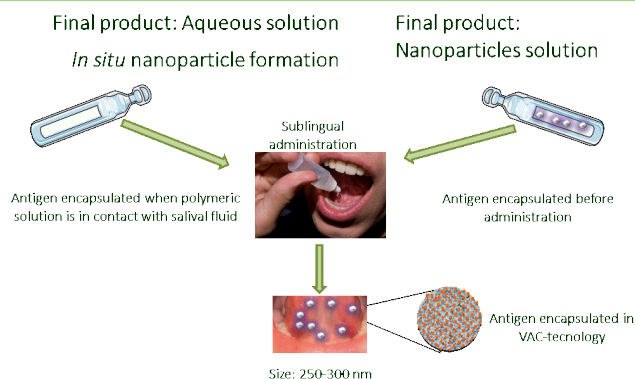 Final product: Aqueous solution
In situ nanoparticle formation
Final product:
Nanoparticles solution
Sublingual
administration
Antigen encapsulated when polymeric
solution is in contact with salival fluid
Antigen encapsulated before
administration
Antigen encapsulated in
VAC-tecnology
Size: 250-300 nm